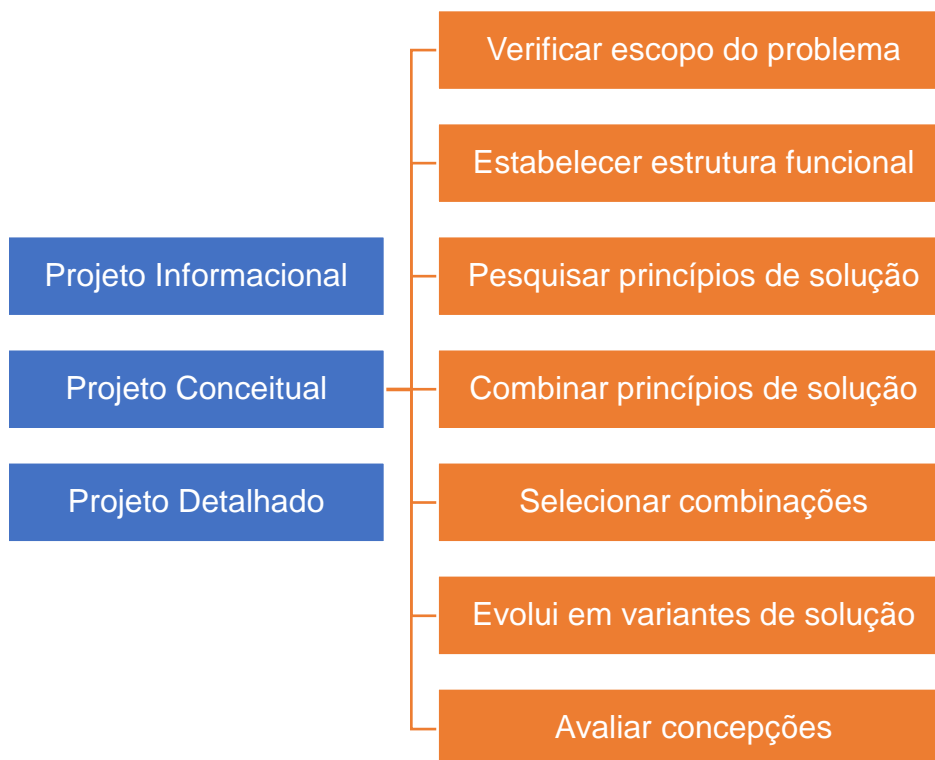 Projeto Informacional
Projeto Conceitual
Projeto Detalhado
Verificar escopo do problema
Estabelecer estrutura funcional
Pesquisar princípios de solução
Combinar princípios de solução
Selecionar combinações
Evolui em variantes de solução
Avaliar concepções